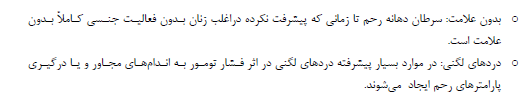 ○ بدون علامت: سرطان دهانه رحم تا زمانی که پیشرفت نکرده دراغلب زنان بدون فعالیت جنسی کاملاً بدون
علامت است.
○ دردهای لگنی: در موارد بسیار پیشرفته دردهای لگنی در اثر فشار تومور به اندام‌های مجاور و یا درگیری
پارامترهای رحم ایجاد می‌شوند.